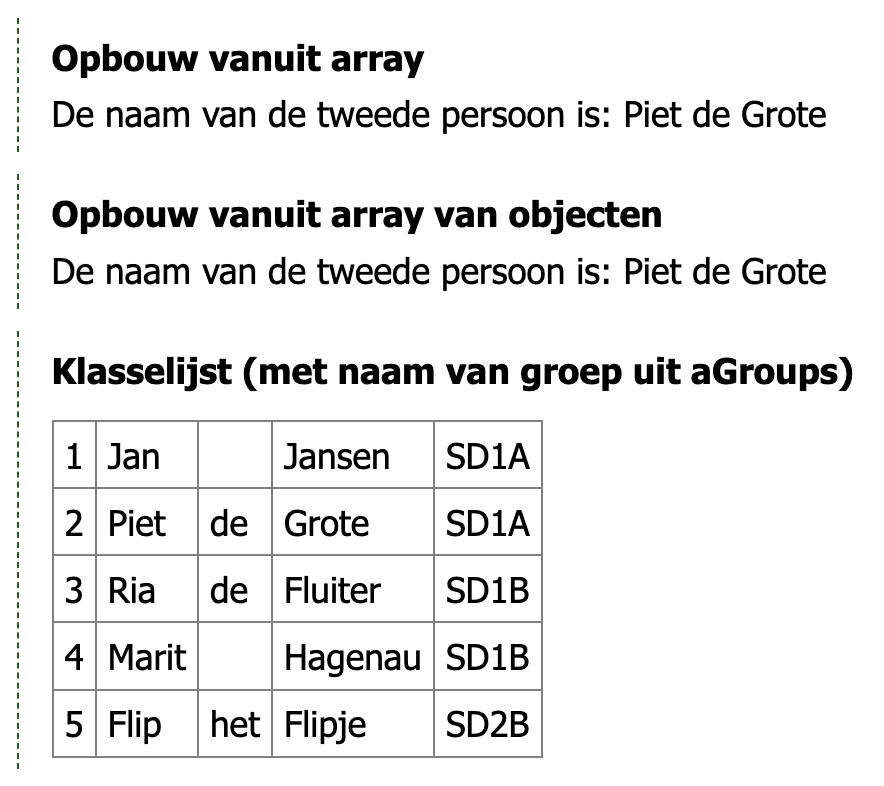 Opbouw vanuit array
De naam van de tweede persoon is: Piet de Grote
Opbouw vanuit array van objecten
De naam van de tweede persoon is: Piet de Grote
Klasselijst (met naam van groep uit aGroups)
1 Jan Jansen SD1A
2 Piet de Grote SD1A
3 Ria de Fluiter SD1B
4 Marit Hagenau SD1B
5 Flip het Flipje SD2B